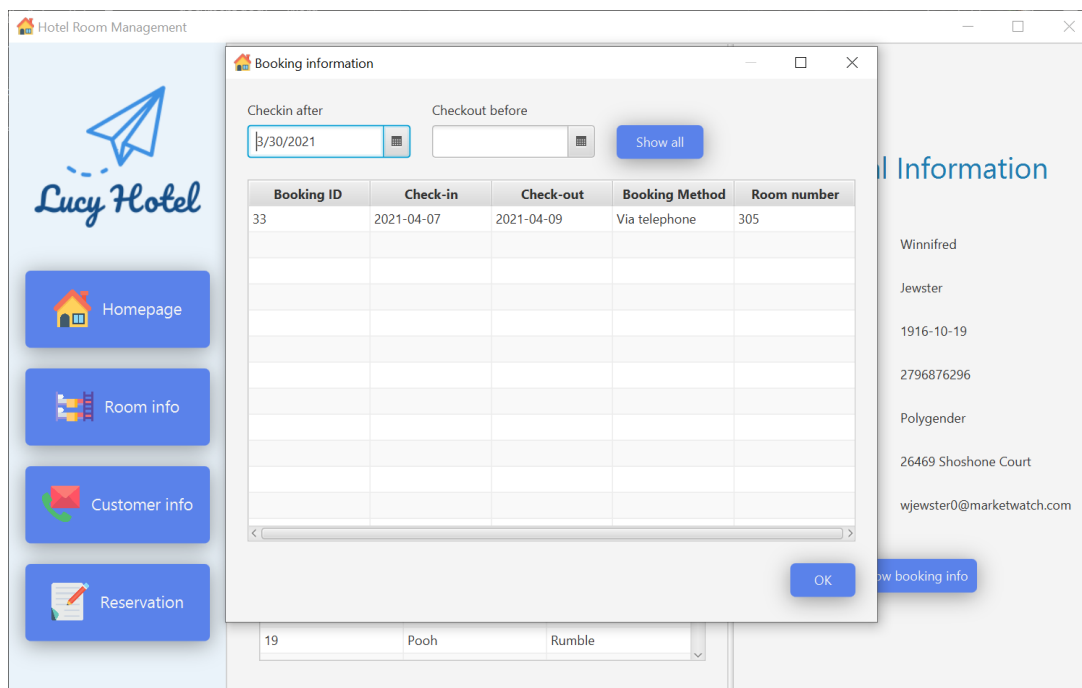 Hotel Room Management
Lucy Hotel
Homepage
Room info
Customer info
Reservation
Booking information
Checkin after
Checkout before
3/30/2021
Show all
Booking ID Check-in Check-out Booking Method Room number
33 2021-04-07 2021-04-09 Via telephone 305
OK
19 Pooh Rumble
l Information
Winnifred
Jewster
1916-10-19
2796876296
Polygender
26469 Shoshone Court
wjewster0@marketwatch.com
ow booking info